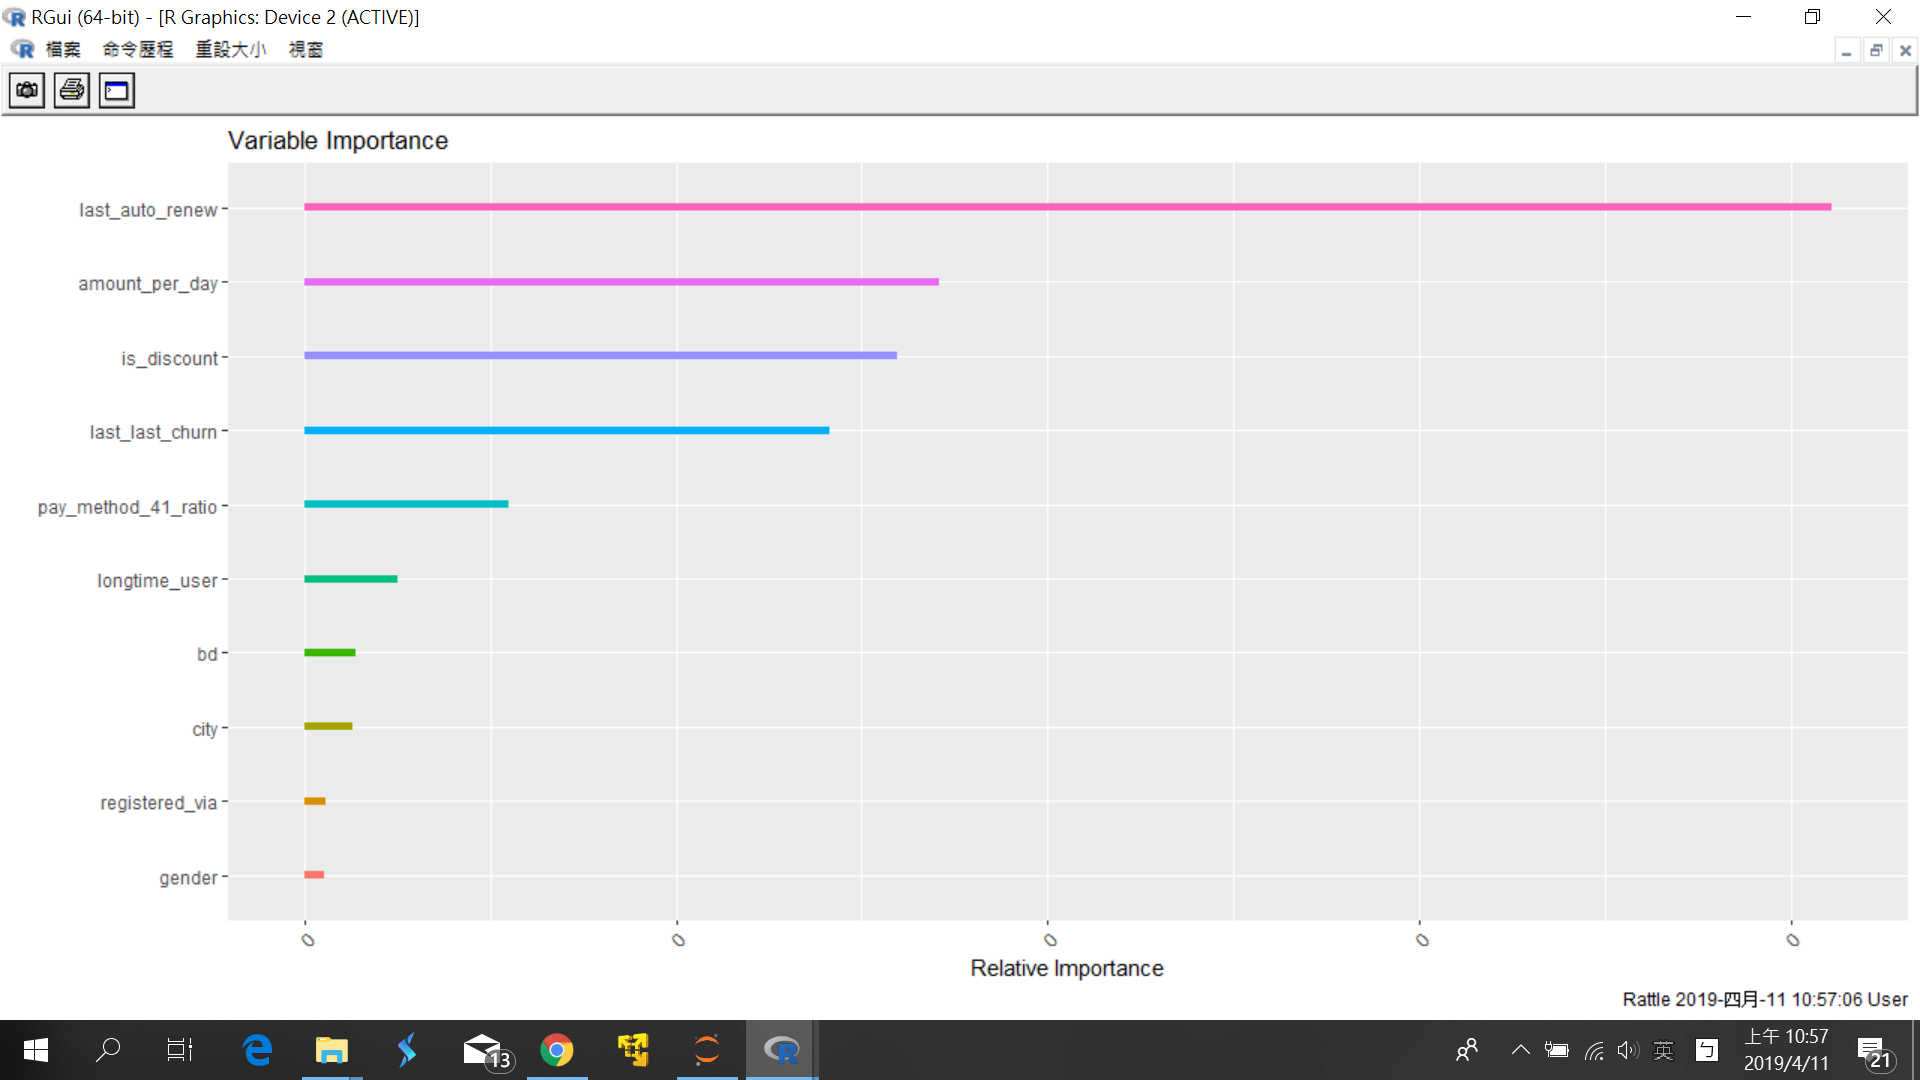 RGui (64-bit) - [R Graphics: Device 2 (ACTIVE)]
檔案 命令歷程 重設大小 視窗
Variable Importance
last_auto_renew
amount_per_day
is_discount
last_last_churn
pay_method_41_ratio
longtime_user
bd
city
registered_via
gender
0 0 0 0 0
Relative Importance
Rattle 2019-四月-11 10:57:06 User
13
英
上午 10:57
2019/4/11
21